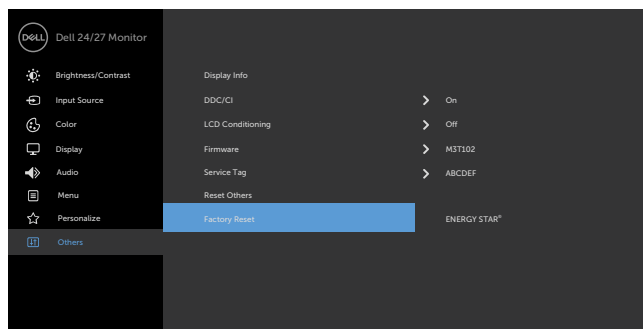 DELL
Dell 24/27 Monitor
Brightness/Contrast
Input Source
Color
Display
Audio
Menu
Personalize
Others
Display Info
DDC/CI On
LCD Conditioning Off
Firmware M3T102
Service Tag ABCDEF
Reset Others
Factory Reset ENERGY STAR®